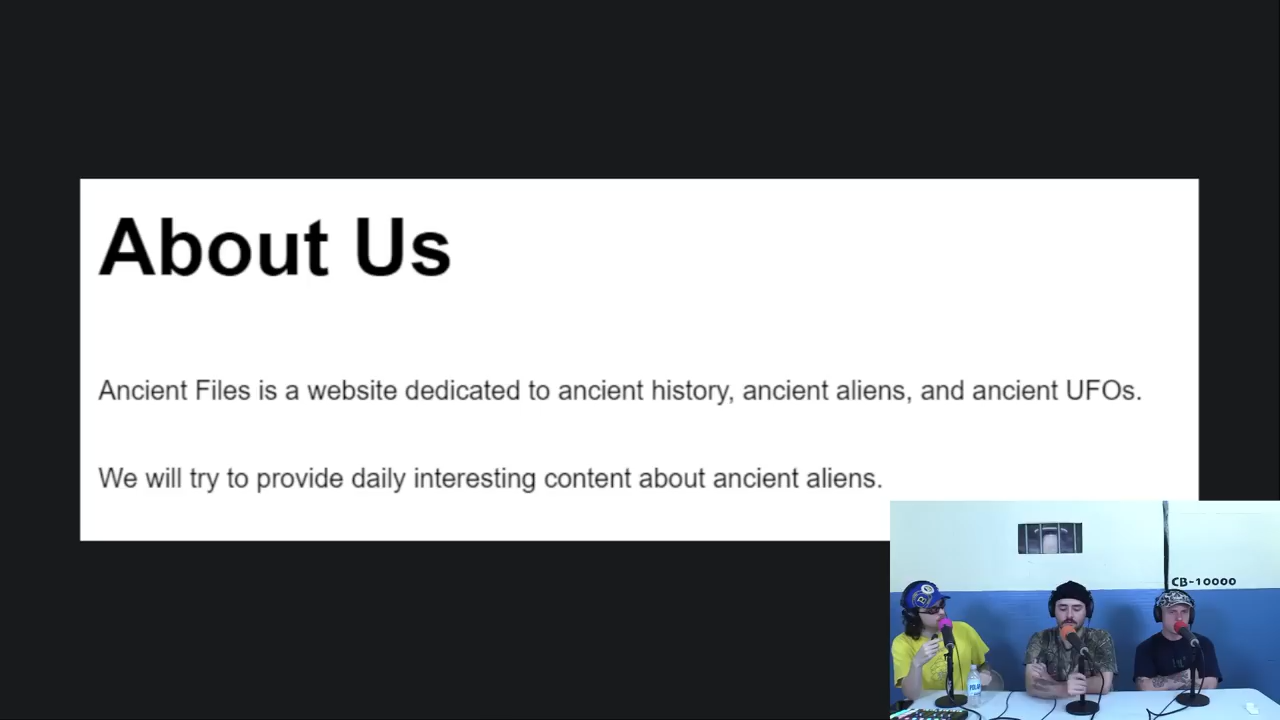 About Us
Ancient Files is a website dedicated to ancient history, ancient aliens, and ancient UFOs.
We will try to provide daily interesting content about ancient aliens.
CB-10000